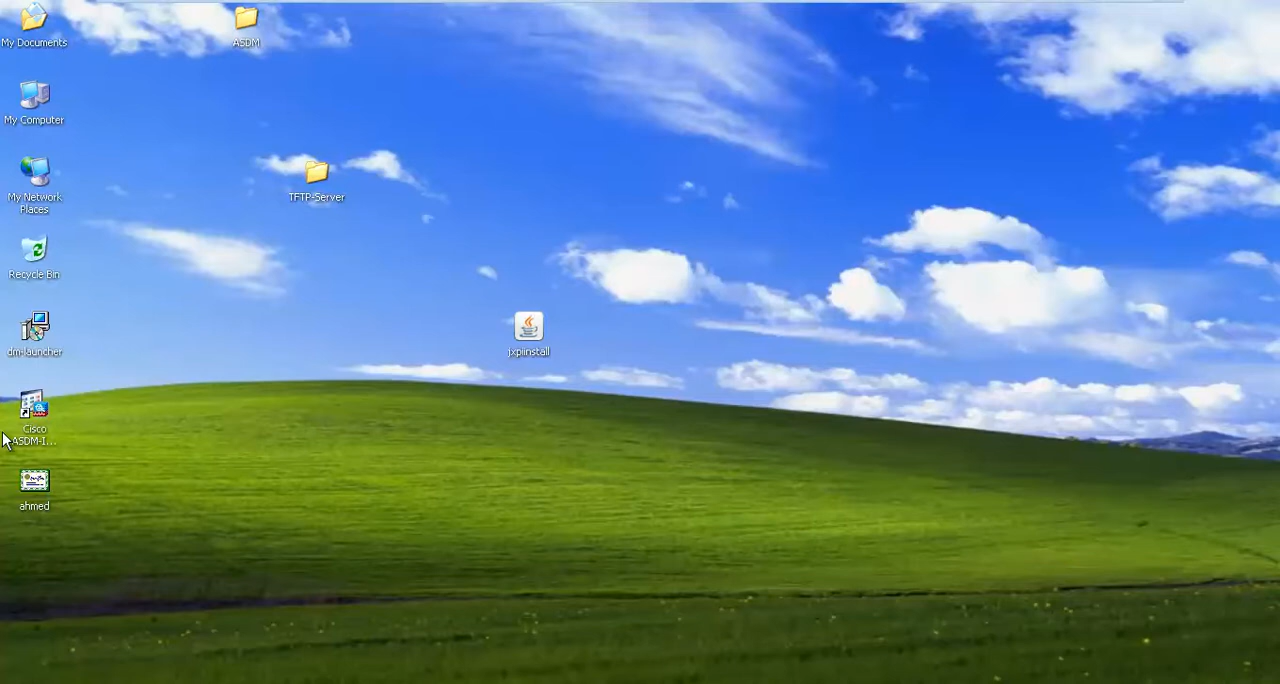 My Documents
ASDM
My Computer
My Network
Places
TFTP-Server
Recycle Bin
dm-launcher
jxpiinstall
Cisco
ASDM-I...
ahmed